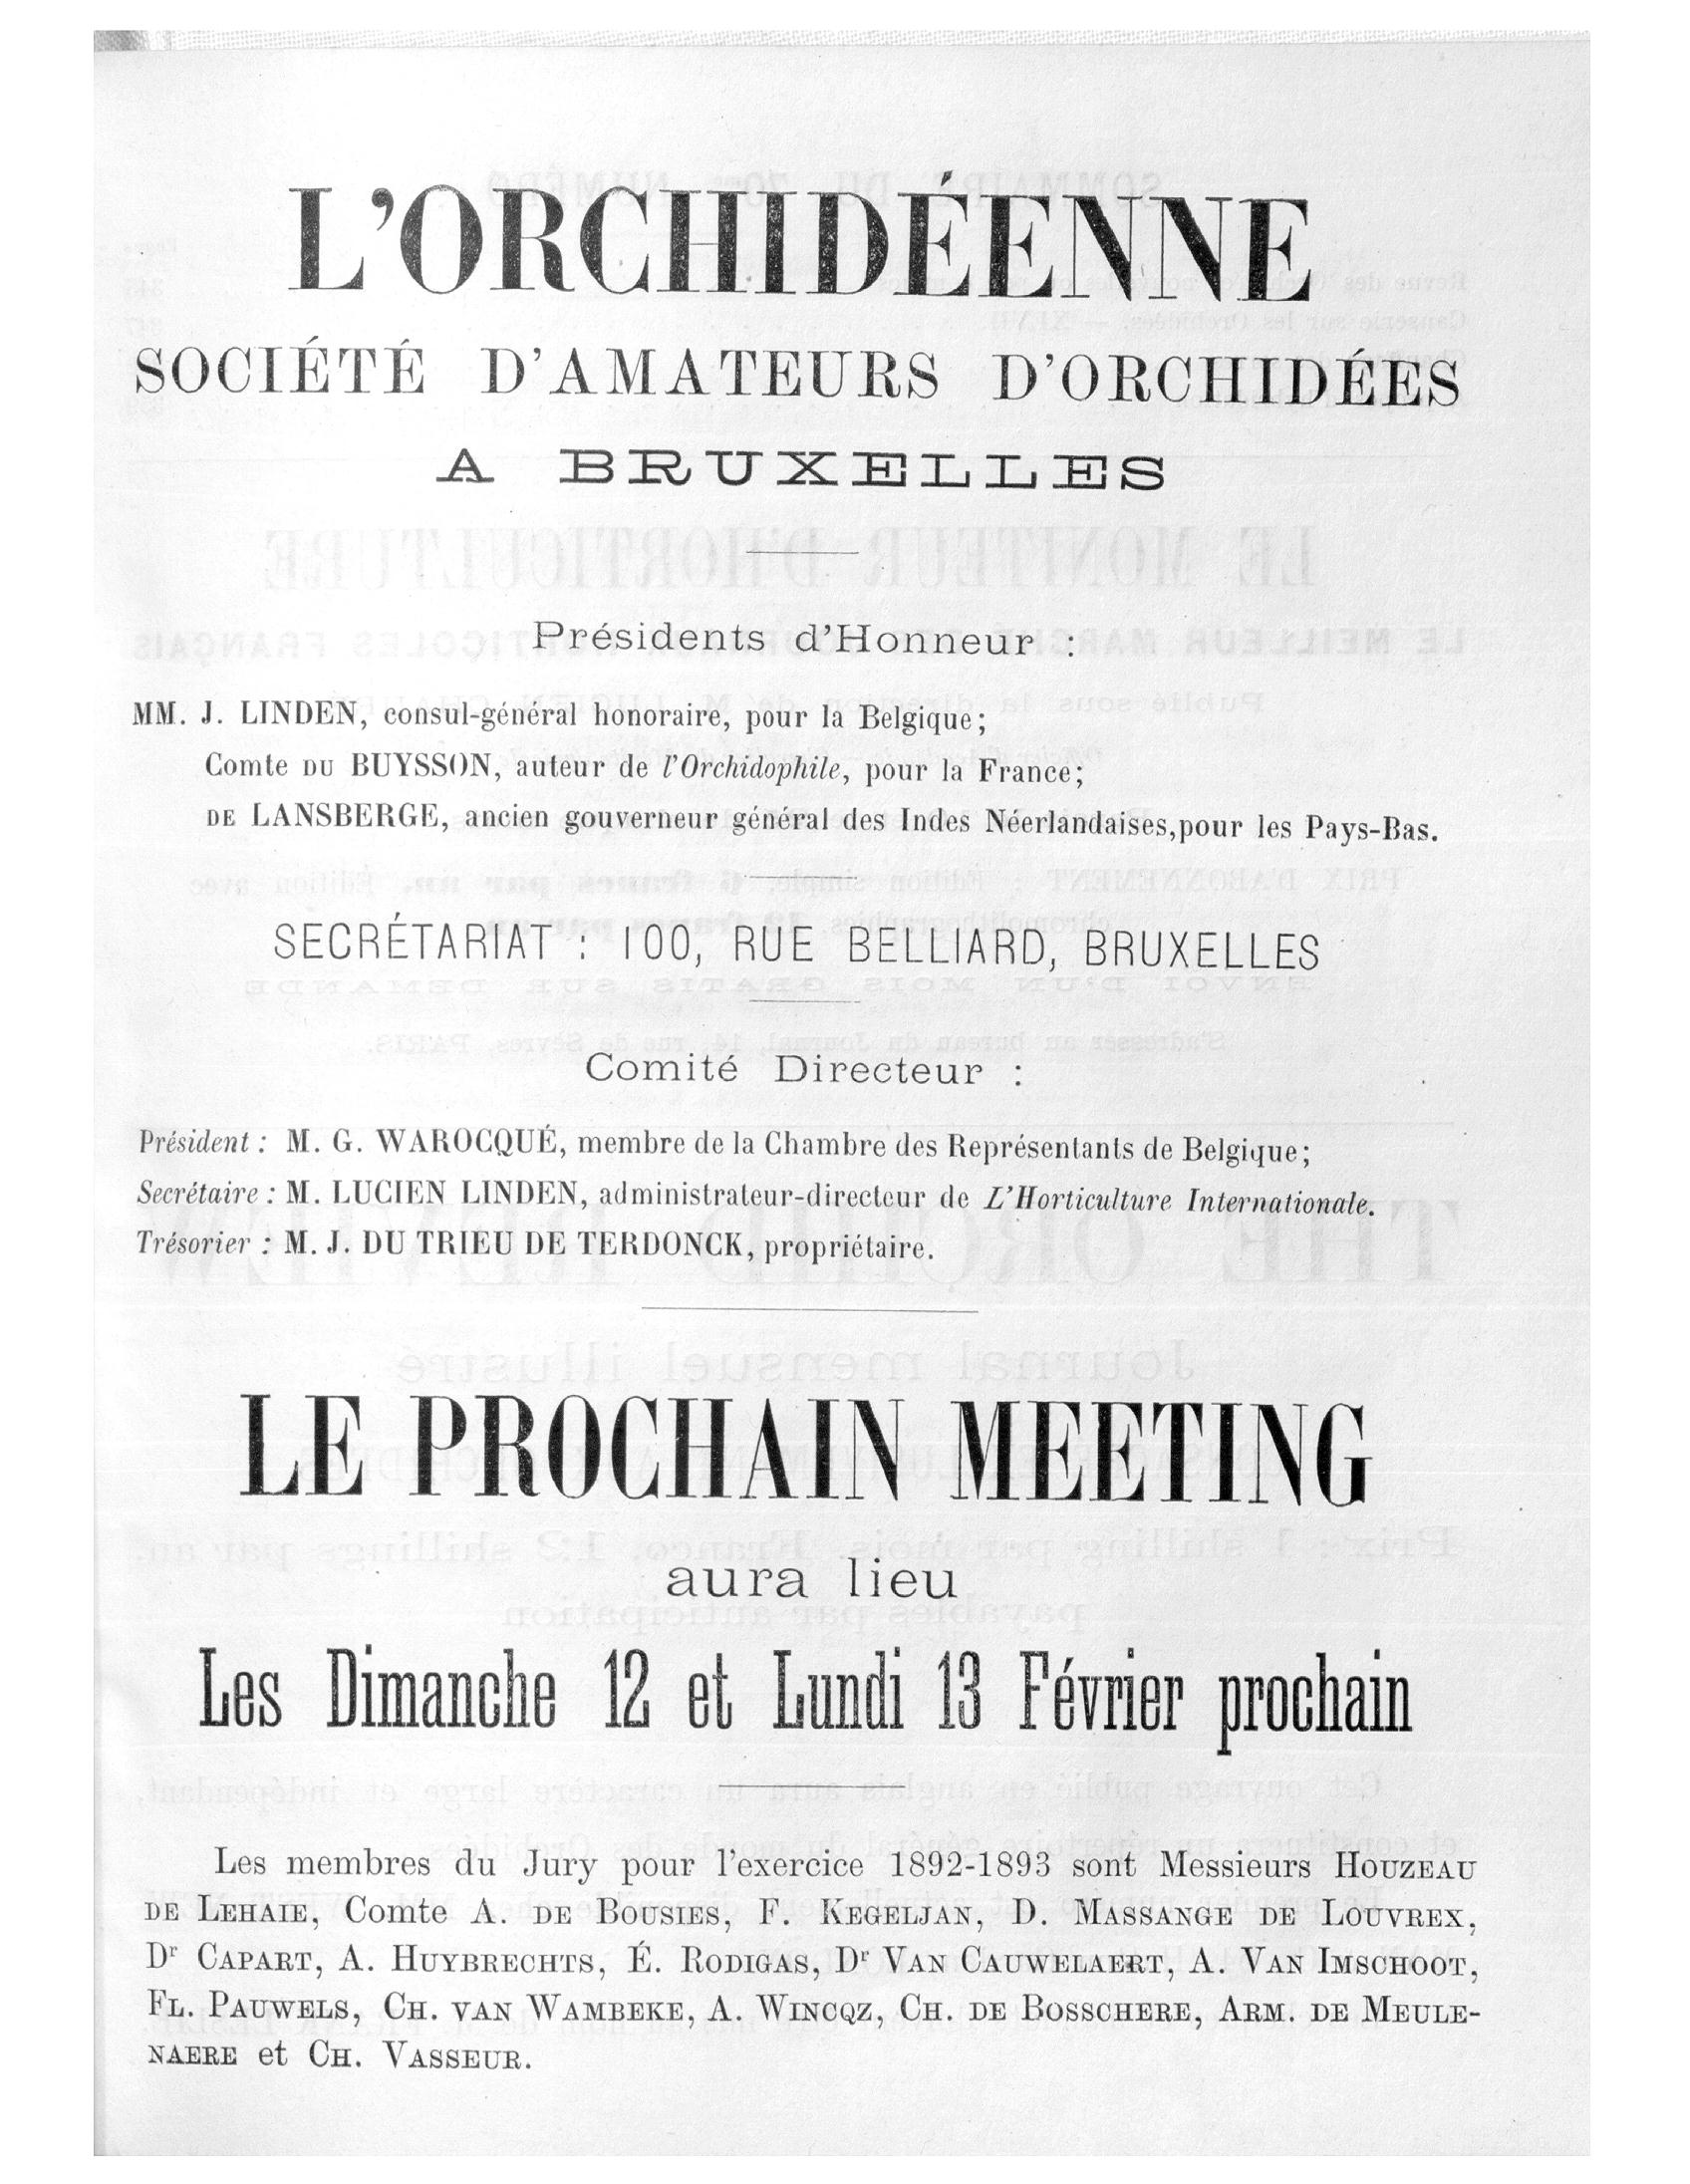 L'ORCHIDÉENNE
SOCIÉTÉ D'AMATEURS D'ORCHIDÉES
A BRUXELLES
Présidents d'Honneur :
MM. J. LINDEN, consul-général honoraire, pour la Belgique;
Comte DU BUYSSON, auteur de l'Orchidophile, pour la France;
DE LANSBERGE, ancien gouverneur général des Indes Néerlandaises,pour les Pays-Bas.
SECRÉTARIAT : 100, RUE BELLIARD, BRUXELLES
Comité Directeur :
Président : M. G. WAROCQUÉ, membre de la Chambre des Représentants de Belgique;
Secrétaire : M. LUCIEN LINDEN, administrateur-directeur de L'Horticulture Internationale.
Trésorier : M. J. DU TRIEU DE TERDONCK, propriétaire.
LE PROCHAIN MEETING
aura lieu
Les Dimanche 12 et Lundi 13 Février prochain
Les membres du Jury pour l'exercice 1892-1893 sont Messieurs HOUZEAU
DE LEHAIE, Comte A. DE BOUSIES, F. KEGELJAN, D. MASSANGE DE LOUVREX,
Dr CAPART, A. HUYBRECHTS, É. RODIGAS, Dr VAN CAUWELAERT, A. VAN IMSCHOOT,
FL. PAUWELS, CH. VAN WAMBEKE, A. WINCQZ, CH. DE BOSSCHERE, ARM. DE MEULE-
NAERE et CH. VASSEUR.